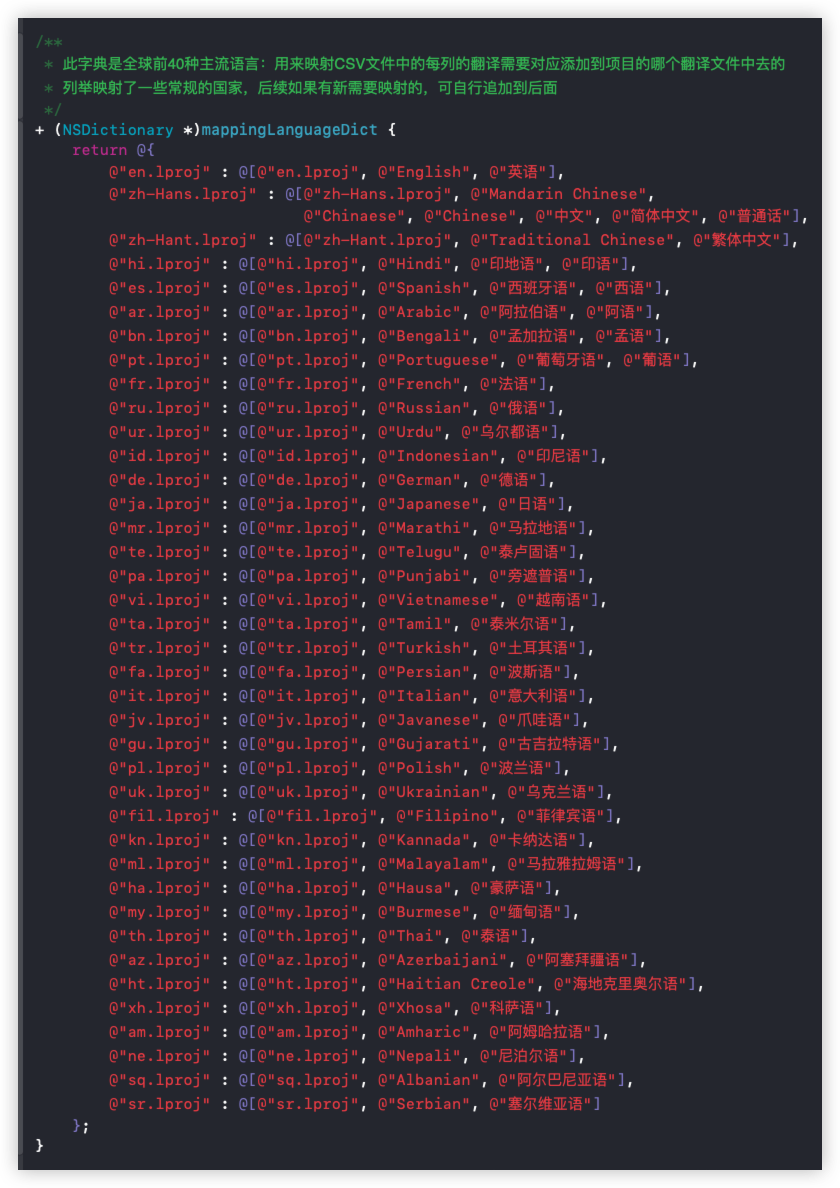 /**
 * 此字典是全球前40种主流语言：用来映射CSV文件中的每列的翻译需要对应添加到项目的哪个翻译文件中去的
 * 列举映射了一些常规的国家，后续如果有新需要映射的，可自行追加到后面
 */
+ (NSDictionary *)mappingLanguageDict {
    return @{
        @"en.lproj" : @[@"en.lproj", @"English", @"英语"],
        @"zh-Hans.lproj" : @[@"zh-Hans.lproj", @"Mandarin Chinese",
                             @"Chinaese", @"Chinese", @"中文", @"简体中文", @"普通话"],
        @"zh-Hant.lproj" : @[@"zh-Hant.lproj", @"Traditional Chinese", @"繁体中文"],
        @"hi.lproj" : @[@"hi.lproj", @"Hindi", @"印地语", @"印语"],
        @"es.lproj" : @[@"es.lproj", @"Spanish", @"西班牙语", @"西语"],
        @"ar.lproj" : @[@"ar.lproj", @"Arabic", @"阿拉伯语", @"阿语"],
        @"bn.lproj" : @[@"bn.lproj", @"Bengali", @"孟加拉语", @"孟语"],
        @"pt.lproj" : @[@"pt.lproj", @"Portuguese", @"葡萄牙语", @"葡语"],
        @"fr.lproj" : @[@"fr.lproj", @"French", @"法语"],
        @"ru.lproj" : @[@"ru.lproj", @"Russian", @"俄语"],
        @"ur.lproj" : @[@"ur.lproj", @"Urdu", @"乌尔都语"],
        @"id.lproj" : @[@"id.lproj", @"Indonesian", @"印尼语"],
        @"de.lproj" : @[@"de.lproj", @"German", @"德语"],
        @"ja.lproj" : @[@"ja.lproj", @"Japanese", @"日语"],
        @"mr.lproj" : @[@"mr.lproj", @"Marathi", @"马拉地语"],
        @"te.lproj" : @[@"te.lproj", @"Telugu", @"泰卢固语"],
        @"pa.lproj" : @[@"pa.lproj", @"Punjabi", @"旁遮普语"],
        @"vi.lproj" : @[@"vi.lproj", @"Vietnamese", @"越南语"],
        @"ta.lproj" : @[@"ta.lproj", @"Tamil", @"泰米尔语"],
        @"tr.lproj" : @[@"tr.lproj", @"Turkish", @"土耳其语"],
        @"fa.lproj" : @[@"fa.lproj", @"Persian", @"波斯语"],
        @"it.lproj" : @[@"it.lproj", @"Italian", @"意大利语"],
        @"jv.lproj" : @[@"jv.lproj", @"Javanese", @"爪哇语"],
        @"gu.lproj" : @[@"gu.lproj", @"Gujarati", @"古吉拉特语"],
        @"pl.lproj" : @[@"pl.lproj", @"Polish", @"波兰语"],
        @"uk.lproj" : @[@"uk.lproj", @"Ukrainian", @"乌克兰语"],
        @"fil.lproj" : @[@"fil.lproj", @"Filipino", @"菲律宾语"],
        @"kn.lproj" : @[@"kn.lproj", @"Kannada", @"卡纳达语"],
        @"ml.lproj" : @[@"ml.lproj", @"Malayalam", @"马拉雅拉姆语"],
        @"ha.lproj" : @[@"ha.lproj", @"Hausa", @"豪萨语"],
        @"my.lproj" : @[@"my.lproj", @"Burmese", @"缅甸语"],
        @"th.lproj" : @[@"th.lproj", @"Thai", @"泰语"],
        @"az.lproj" : @[@"az.lproj", @"Azerbaijani", @"阿塞拜疆语"],
        @"ht.lproj" : @[@"ht.lproj", @"Haitian Creole", @"海地克里奥尔语"],
        @"xh.lproj" : @[@"xh.lproj", @"Xhosa", @"科萨语"],
        @"am.lproj" : @[@"am.lproj", @"Amharic", @"阿姆哈拉语"],
        @"ne.lproj" : @[@"ne.lproj", @"Nepali", @"尼泊尔语"],
        @"sq.lproj" : @[@"sq.lproj", @"Albanian", @"阿尔巴尼亚语"],
        @"sr.lproj" : @[@"sr.lproj", @"Serbian", @"塞尔维亚语"]
    };
}